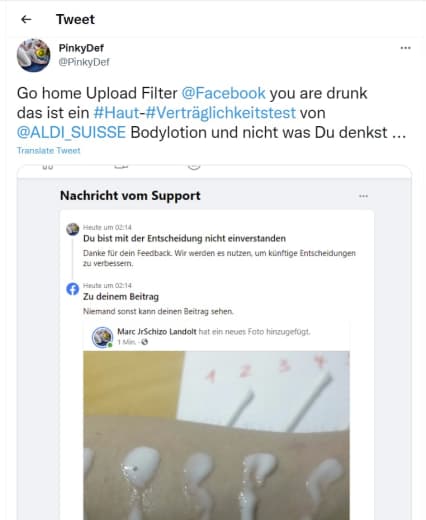 Tweet
PinkyDef
@PinkyDef
Go home Upload Filter @Facebook you are drunk
das ist ein #Haut-#Verträglichkeitstest von
@ALDI_SUISSE Bodylotion und nicht was Du denkst ...
Translate Tweet
Nachricht vom Support
Heute um 02:14
Du bist mit der Entscheidung nicht einverstanden
Danke für dein Feedback. Wir werden es nutzen, um künftige Entscheidungen
zu verbessern.
Heute um 02:14
Zu deinem Beitrag
Niemand sonst kann deinen Beitrag sehen.
Marc JrSchizo Landolt hat ein neues Foto hinzugefügt.
1 Min. ·
1 2 3 4